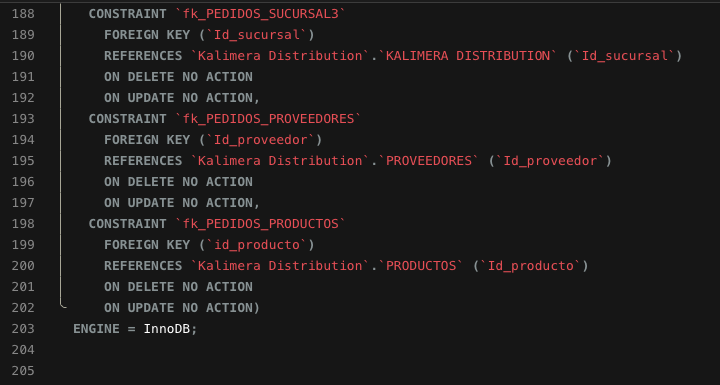 188 CONSTRAINT `fk_PEDIDOS_SUCURSAL3`
189 FOREIGN KEY (`Id_sucursal`)
190 REFERENCES `Kalimera Distribution`.`KALIMERA DISTRIBUTION` (`Id_sucursal`)
191 ON DELETE NO ACTION
192 ON UPDATE NO ACTION,
193 CONSTRAINT `fk_PEDIDOS_PROVEEDORES`
194 FOREIGN KEY (`Id_proveedor`)
195 REFERENCES `Kalimera Distribution`.`PROVEEDORES` (`Id_proveedor`)
196 ON DELETE NO ACTION
197 ON UPDATE NO ACTION,
198 CONSTRAINT `fk_PEDIDOS_PRODUCTOS`
199 FOREIGN KEY (`id_producto`)
200 REFERENCES `Kalimera Distribution`.`PRODUCTOS` (`Id_producto`)
201 ON DELETE NO ACTION
202 ON UPDATE NO ACTION)
203 ENGINE = InnoDB;
204
205